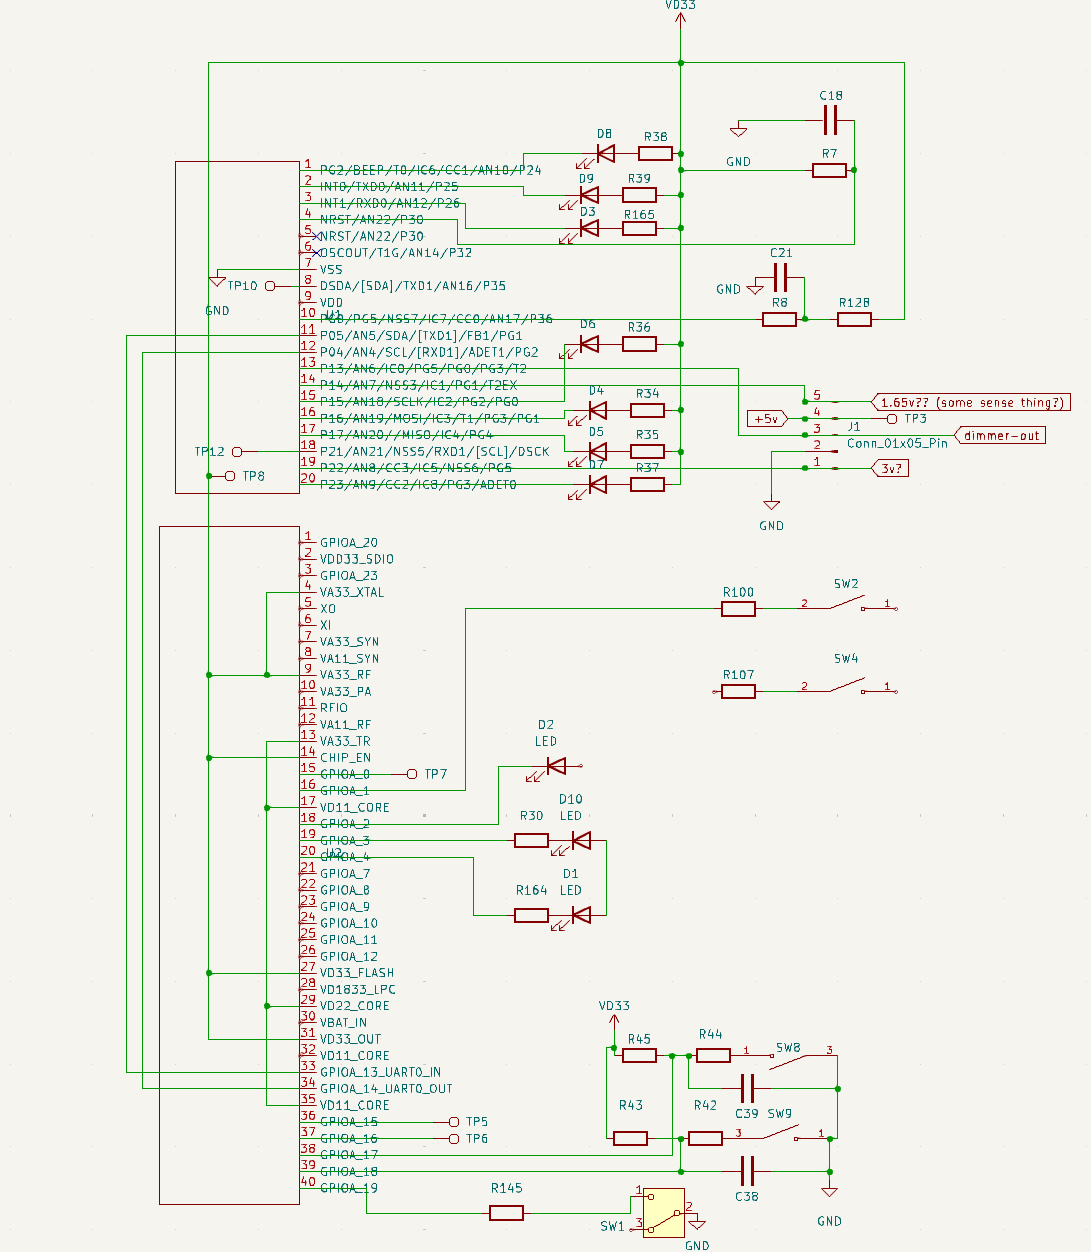 VD33
C18
D8
R38
R7
GND
1 PG2/BEEP/T0/IC6/CC1/AN10/P24
2 INT0/TXD0/AN11/P25
D9
R39
3 INT1/RXD0/AN12/P26
D3
R165
4 NRST/AN22/P30
5 NRST/AN22/P30
6 OSCOUT/T1G/AN14/P32
C21
7 VSS
TP10
8 DSDA/[SDA]/TXD1/AN16/P35
GND
9 VDD
R6
R128
GND
U1
10 PG8/PG5/NSS7/IC7/CC0/AN17/P36
D6
R36
11 P05/AN5/SDA/[TXD1]/FB1/PG1
12 P04/AN4/SCL/[RXD1]/ADET1/PG2
13 P13/AN6/IC0/PG5/PG0/PG3/T2
14 P14/AN7/NSS3/IC1/PG1/T2EX
D4
R34
15 P15/AN18/SCLK/IC2/PG2/PG0
5
1.65v?? (some sense thing?)
16 P16/AN19/MOSI/IC3/T1/PG3/PG1
+5v
4
TP3
17 P17/AN20//MISO/IC4/PG4
D5
R35
3
J1
dimmer-out
Conn_01x05_Pin
TP12
18 P21/AN21/NSS5/RXD1/[SCL]/DSCK
2
19 P22/AN8/CC3/IC5/NSS6/PG5
D7
R37
1
3v?
TP8
20 P23/AN9/CC2/IC8/PG3/ADET0
GND
1 GPIOA_20
2 VDD33_SDIO
3 GPIOA_23
4 VA33_XTAL
R100
SW2
2
1
5 XO
6 XI
7 VA33_SYN
8 VA11_SYN
R107
SW4
2
1
9 VA33_RF
10 VA33_PA
11 RFIO
12 VA11_RF
D2
LED
13 VA33_TR
14 CHIP_EN
15 GPIOA_0
TP7
16 GPIOA_1
17 VD11_CORE
D10
LED
18 GPIOA_2
R30
19 GPIOA_3
U2
20 GPIOA_4
21 GPIOA_7
D1
LED
R164
22 GPIOA_8
23 GPIOA_9
24 GPIOA_10
25 GPIOA_11
26 GPIOA_12
27 VD33_FLASH
28 VD1833_LPC
29 VD22_CORE
VD33
30 VBAT_IN
31 VD33_OUT
R45
R44
1
SW8
3
32 VD11_CORE
33 GPIOA_13_UART0_IN
34 GPIOA_14_UART0_OUT
35 VD11_CORE
R43
R42
C39
SW9
36 GPIOA_15
TP5
37 GPIOA_16
TP6
3
1
38 GPIOA_17
39 GPIOA_18
40 GPIOA_19
R145
C38
1
2
SW1
3
GND
GND